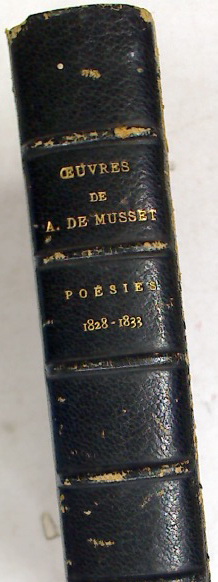 ŒUVRES
DE
A. DE MUSSET
POÉSIES
1828-1833